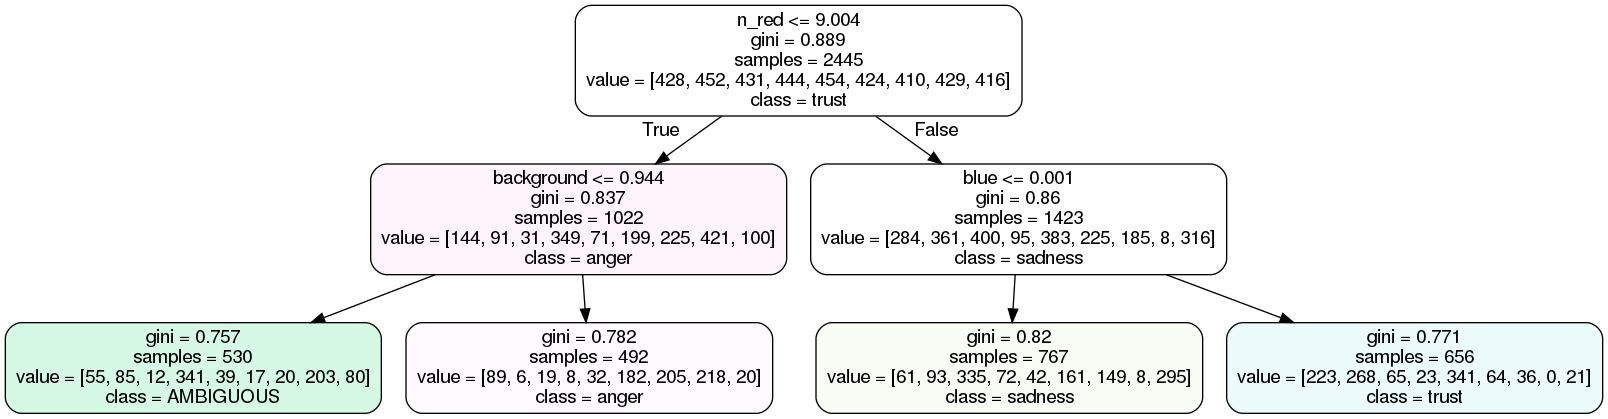 n_red <= 9.004
gini = 0.889
samples = 2445
value = [428, 452, 431, 444, 454, 424, 410, 429, 416]
class = trust
True
False
background <= 0.944
gini = 0.837
samples = 1022
value = [144, 91, 31, 349, 71, 199, 225, 421, 100]
class = anger
blue <= 0.001
gini = 0.86
samples = 1423
value = [284, 361, 400, 95, 383, 225, 185, 8, 316]
class = sadness
gini = 0.757
samples = 530
value = [55, 85, 12, 341, 39, 17, 20, 203, 80]
class = AMBIGUOUS
gini = 0.782
samples = 492
value = [89, 6, 19, 8, 32, 182, 205, 218, 20]
class = anger
gini = 0.82
samples = 767
value = [61, 93, 335, 72, 42, 161, 149, 8, 295]
class = sadness
gini = 0.771
samples = 656
value = [223, 268, 65, 23, 341, 64, 36, 0, 21]
class = trust